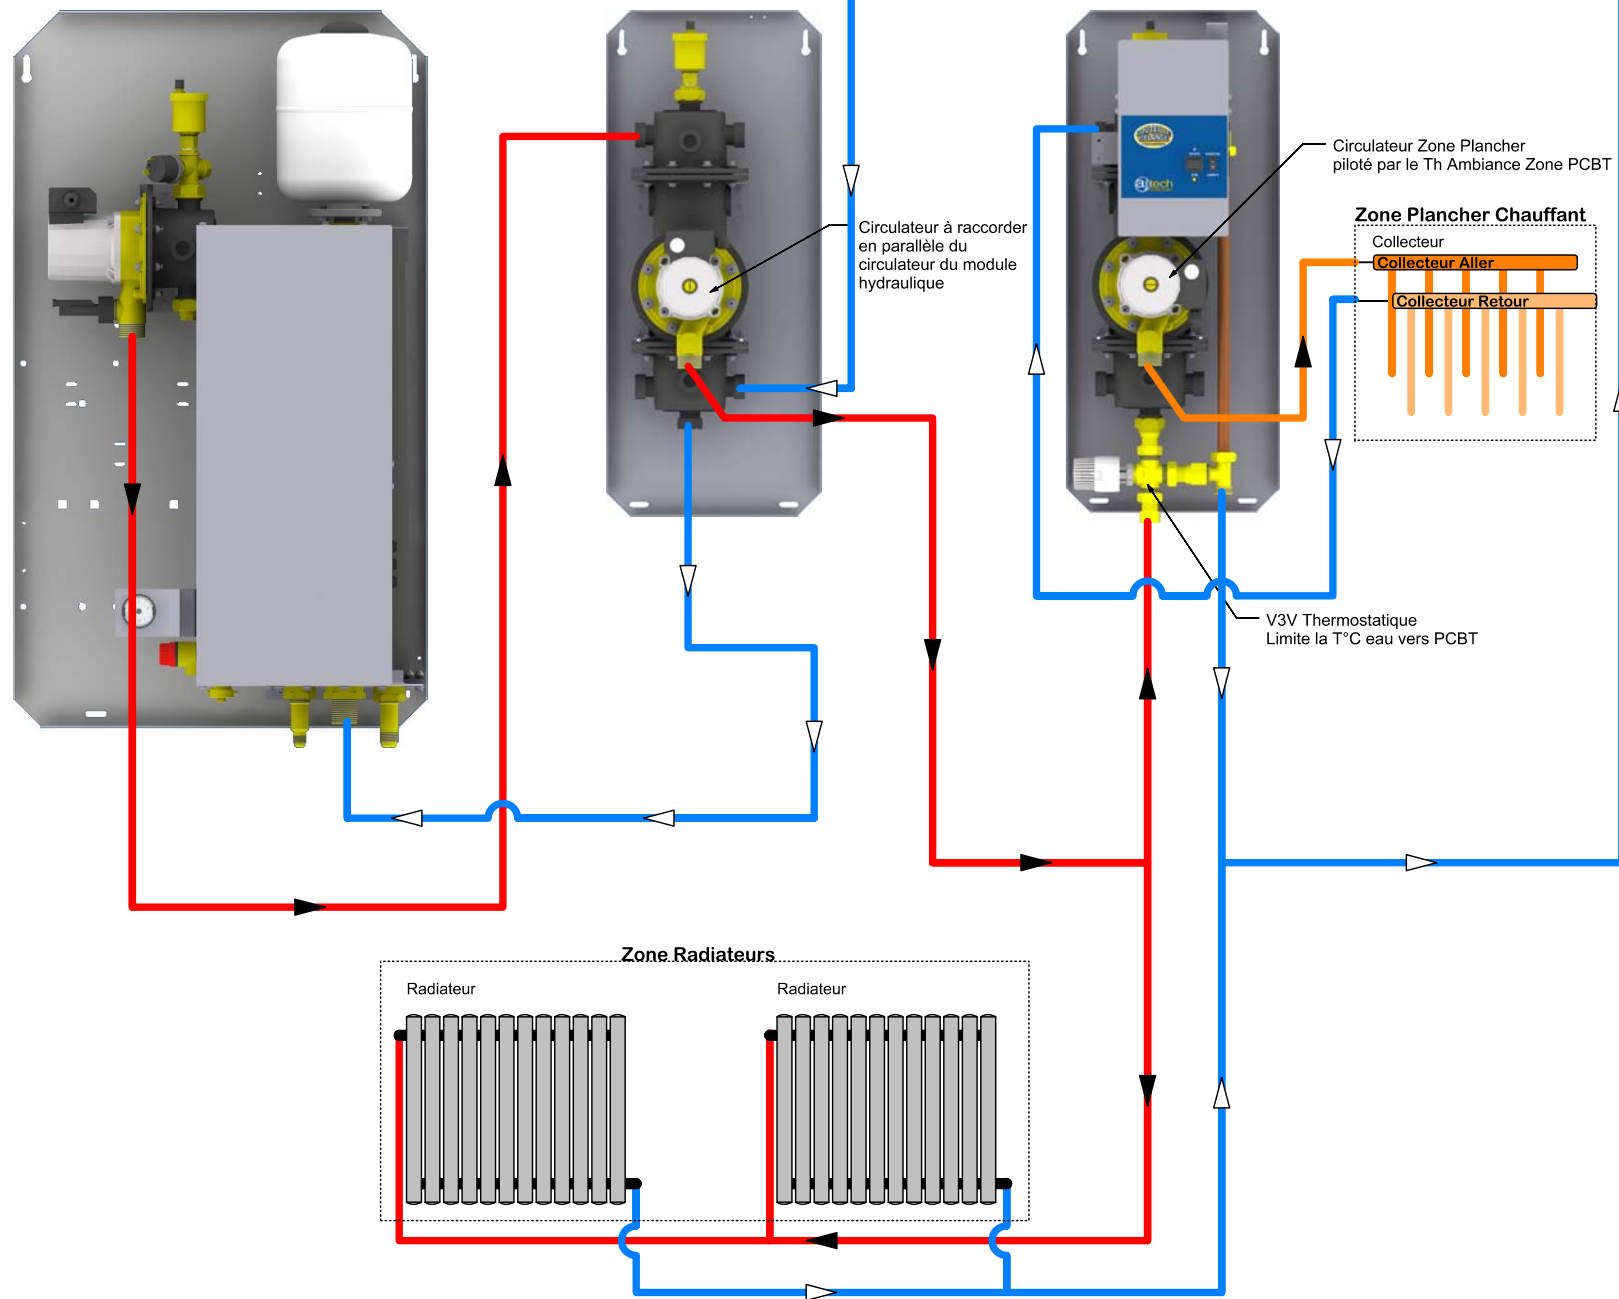 Circulateur Zone Plancher
piloté par le Th Ambiance Zone PCBT
Zone Plancher Chauffant
Collecteur
Collecteur Aller
Collecteur Retour
Circulateur à raccorder
en parallèle du
circulateur du module
hydraulique
V3V Thermostatique
Limite la T°C eau vers PCBT
Zone Radiateurs
Radiateur
Radiateur